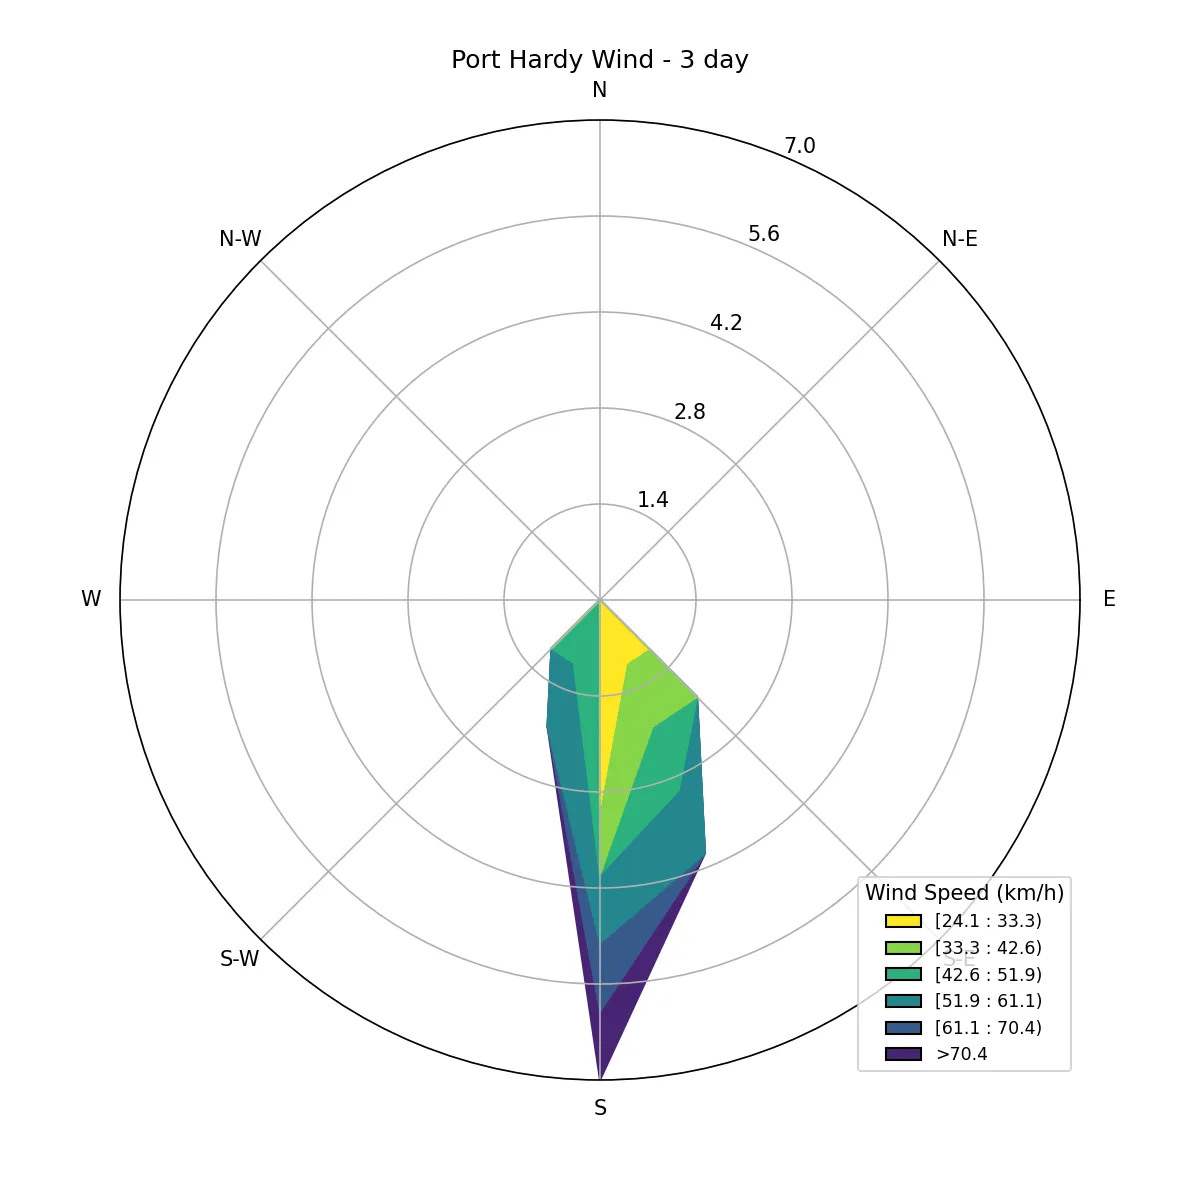 Port Hardy Wind - 3 day
N
7.0
N-W
5.6
N-E
4.2
2.8
1.4
W
E
S-W
S-E
S
Wind Speed (km/h)
[24.1 : 33.3)
[33.3 : 42.6)
[42.6 : 51.9)
[51.9 : 61.1)
[61.1 : 70.4)
>70.4